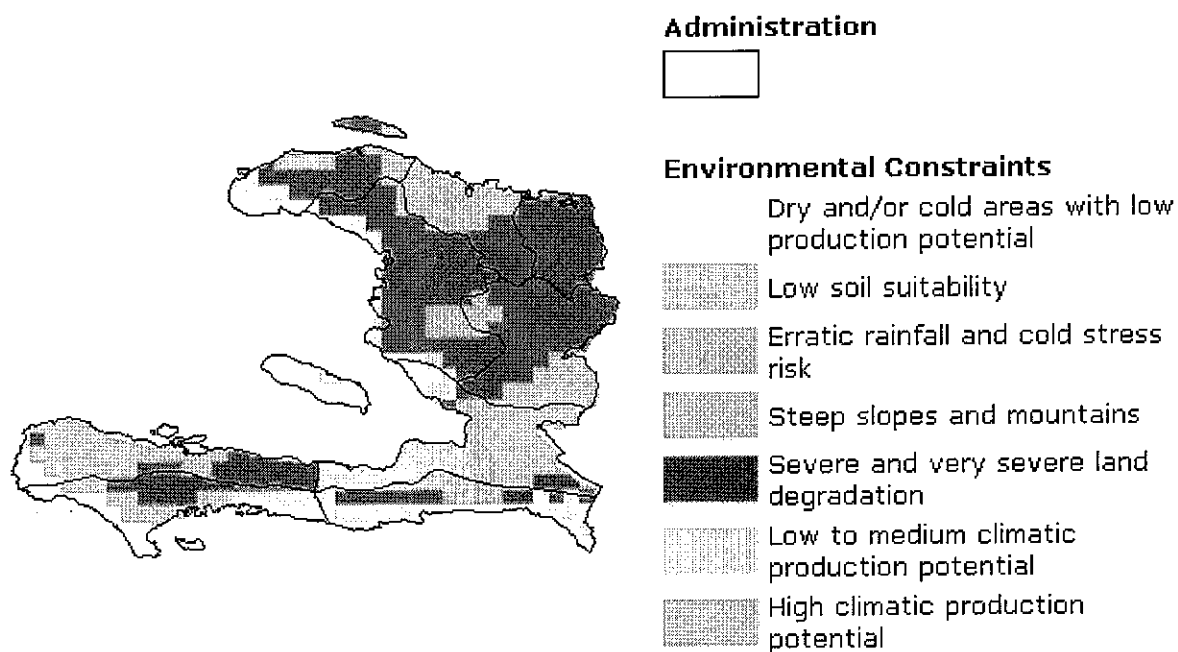 Administration
Environmental Constraints
Dry and/or cold areas with low
production potential
Low soil suitability
Erratic rainfall and cold stress
risk
Steep slopes and mountains
Severe and very severe land
degradation
Low to medium climatic
production potential
High climatic production
potential